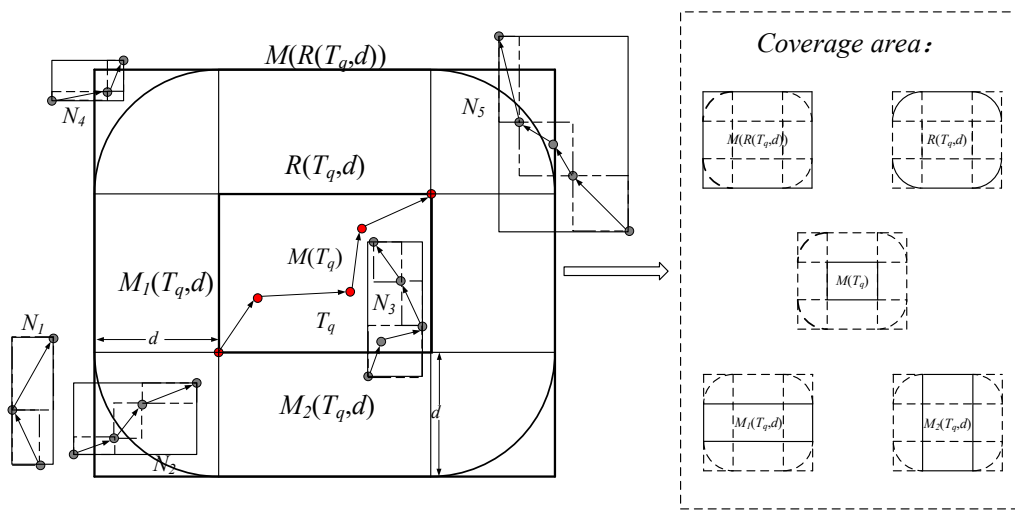 M(R(Tq,d))
N4
N5
R(Tq,d)
M(Tq)
M1(Tq,d)
N3
Tq
N1
d
M2(Tq,d)
d
N2
Coverage area：
M(R(Tq,d))
R(Tq,d)
M(Tq)
M1(Tq,d)
M2(Tq,d)